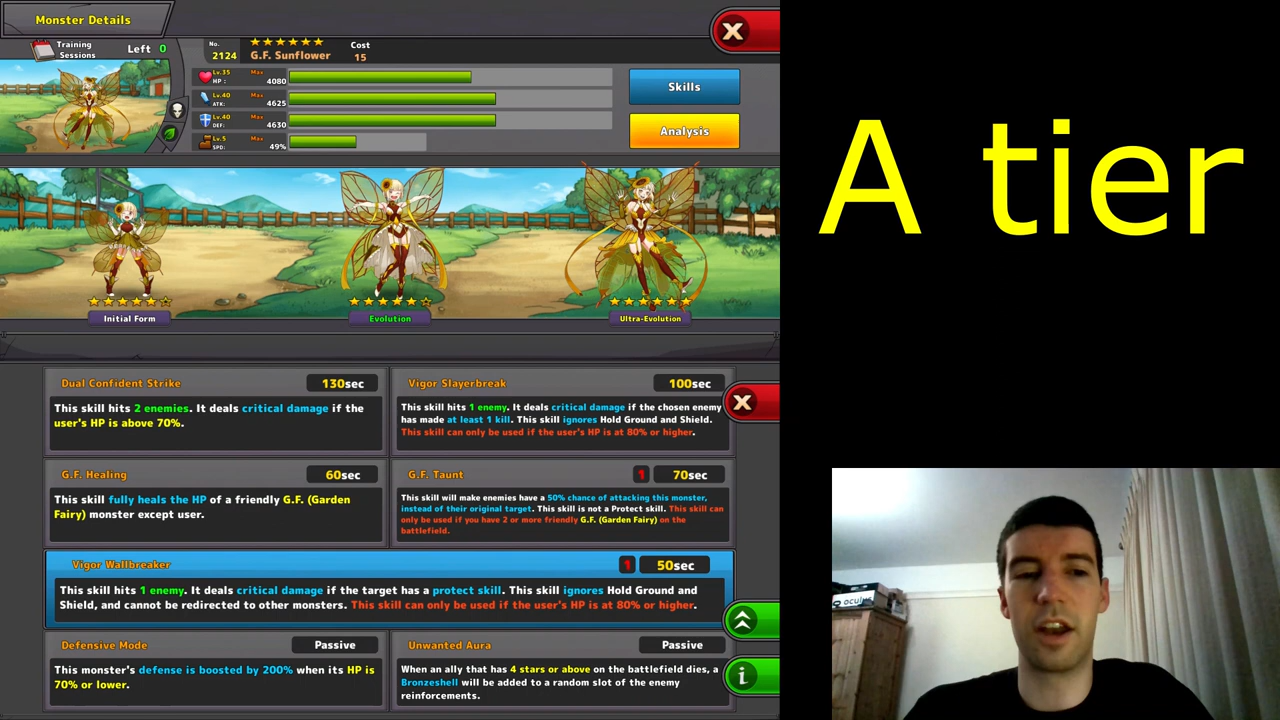 Monster Details
X
Training
Sessions
Left 0
No.
2124
G.F. Sunflower
Cost
15
Lv.35
HP :
Max
4080
Lv.40
ATK:
Max
4625
Lv.40
DEF:
Max
4630
Lv.5
SPD:
Max
49%
Skills
Analysis
A tier
Initial Form
Evolution
Ultra-Evolution
Dual Confident Strike
130sec
This skill hits 2 enemies. It deals critical damage if the
user's HP is above 70%.
Vigor Slayerbreak
100sec
This skill hits 1 enemy. It deals critical damage if the chosen enemy
has made at least 1 kill. This skill ignores Hold Ground and Shield.
This skill can only be used if the user's HP is at 80% or higher.
X
G.F. Healing
60sec
This skill fully heals the HP of a friendly G.F. (Garden
Fairy) monster except user.
G.F. Taunt
1
70sec
This skill will make enemies have a 50% chance of attacking this monster,
instead of their original target. This is not a Protect skill. This skill can
only be used if you have 2 or more friendly G.F. (Garden Fairy) on the
battlefield.
Vigor Wallbreaker
1
50sec
This skill hits 1 enemy. It deals critical damage if the target has a protect skill. This skill ignores Hold Ground and
Shield, and cannot be redirected to other monsters. This skill can only be used if the user's HP is at 80% or higher.
Defensive Mode
Passive
This monster's defense is boosted by 200% when its HP is
70% or lower.
Unwanted Aura
Passive
When an ally that has 4 stars or above on the battlefield dies, a
Bronzeshell will be added to a random slot of the enemy
reinforcements.
i
oculus